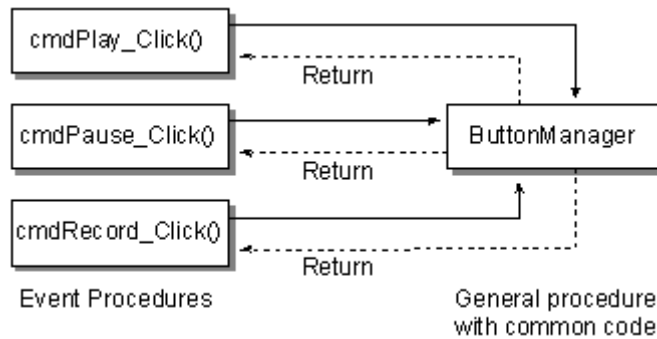 cmdPlay_Click()
Return
cmdPause_Click()
ButtonManager
Return
cmdRecord_Click()
Return
Event Procedures
General procedure
with common code